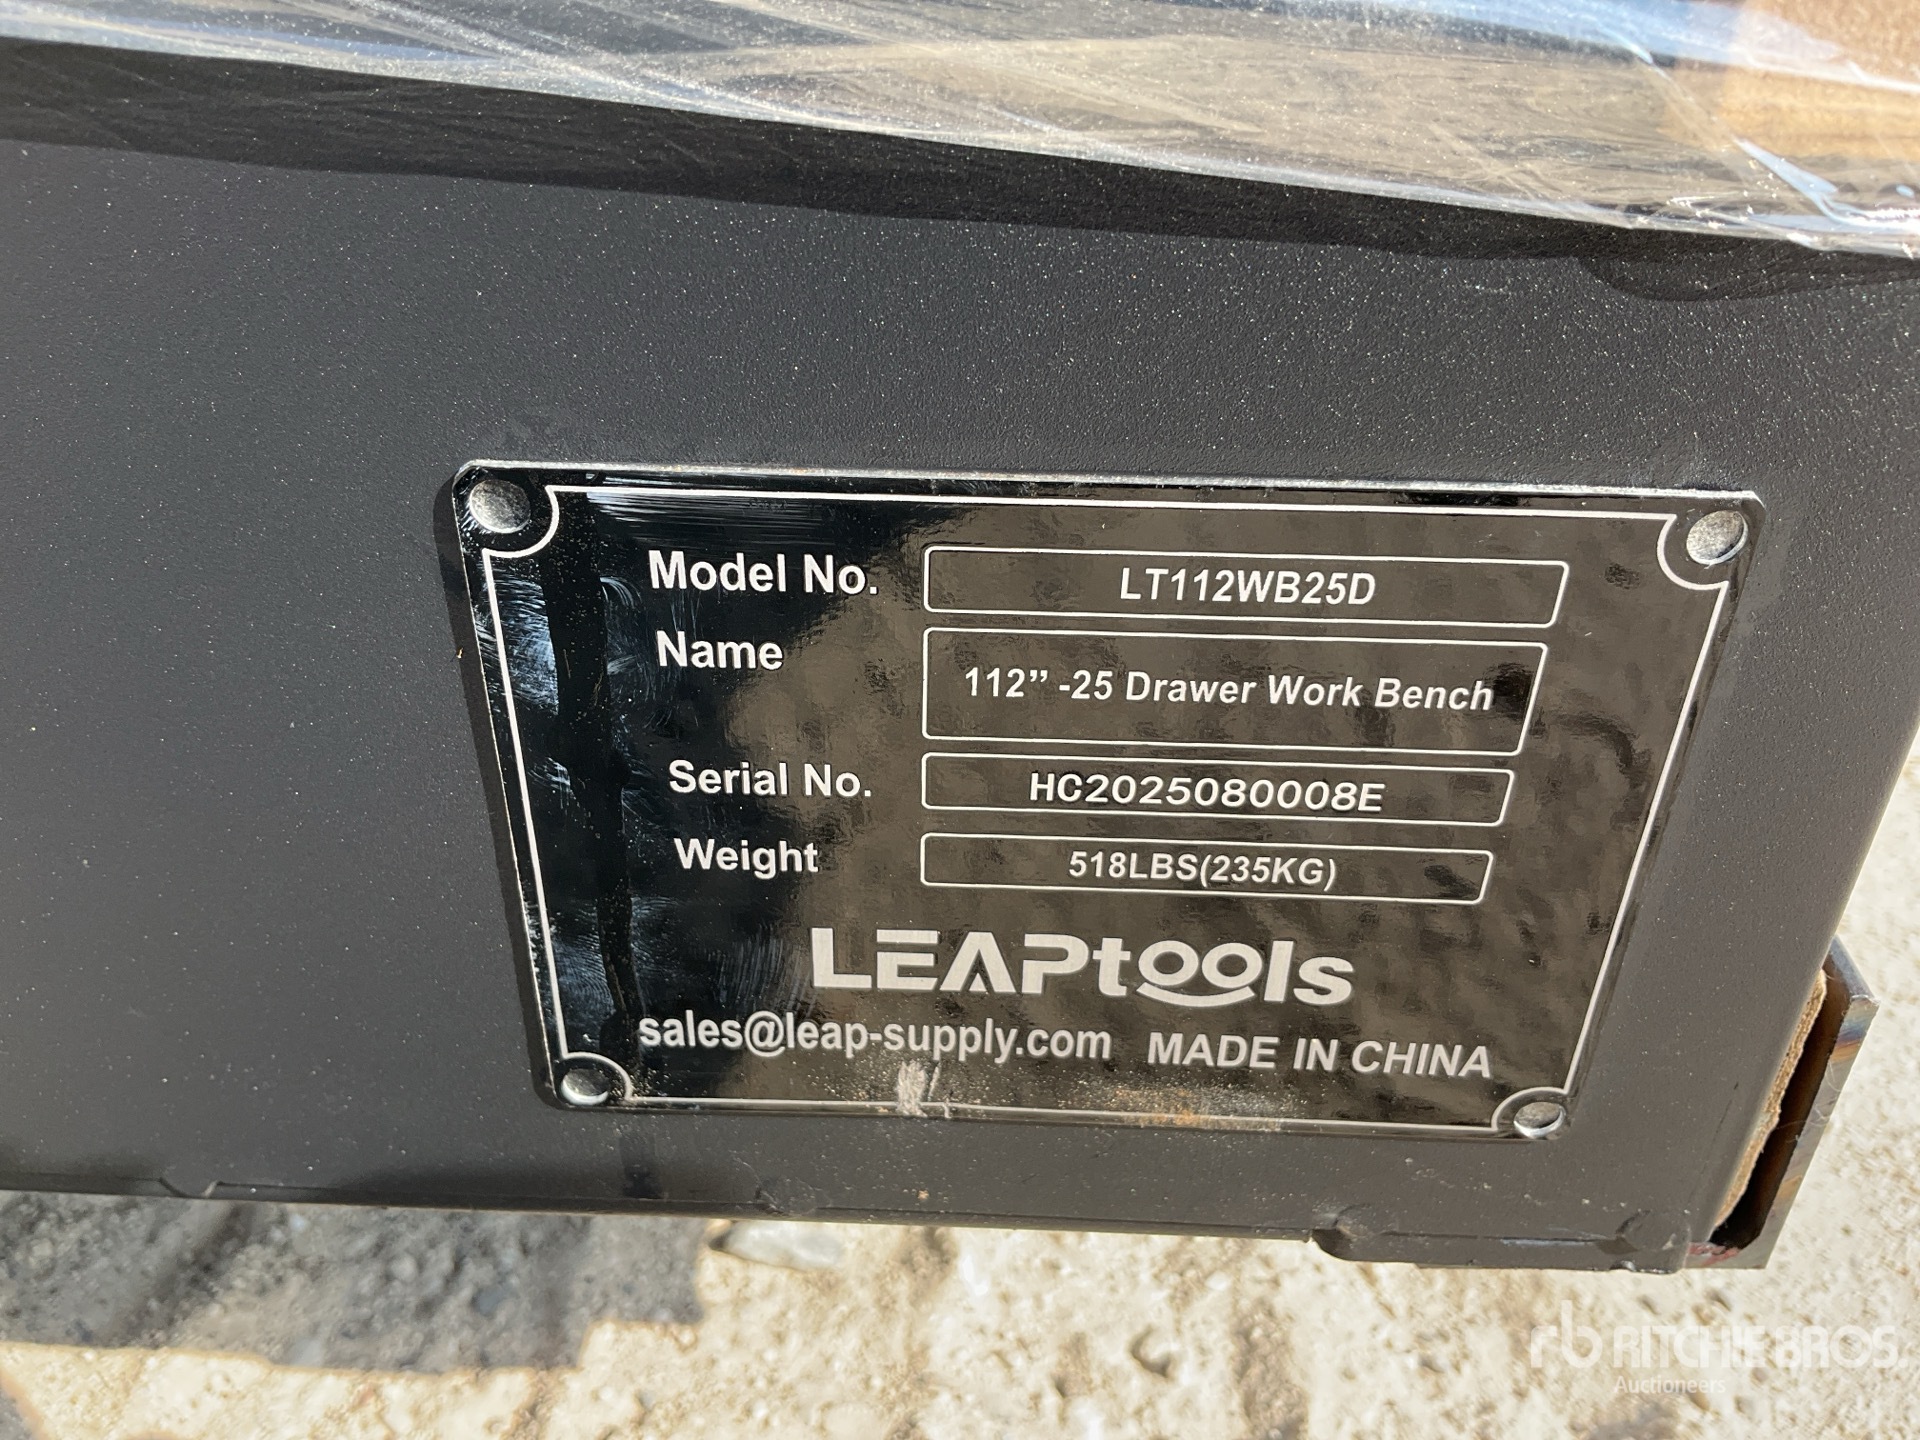 Model No. LT112WB25D
Name 112” -25 Drawer Work Bench
Serial No. HC2025080008E
Weight 518LBS(235KG)
LEAPtools
sales@leap-supply.com MADE IN CHINA
rb RITCHIE BROS.
Auctioneers